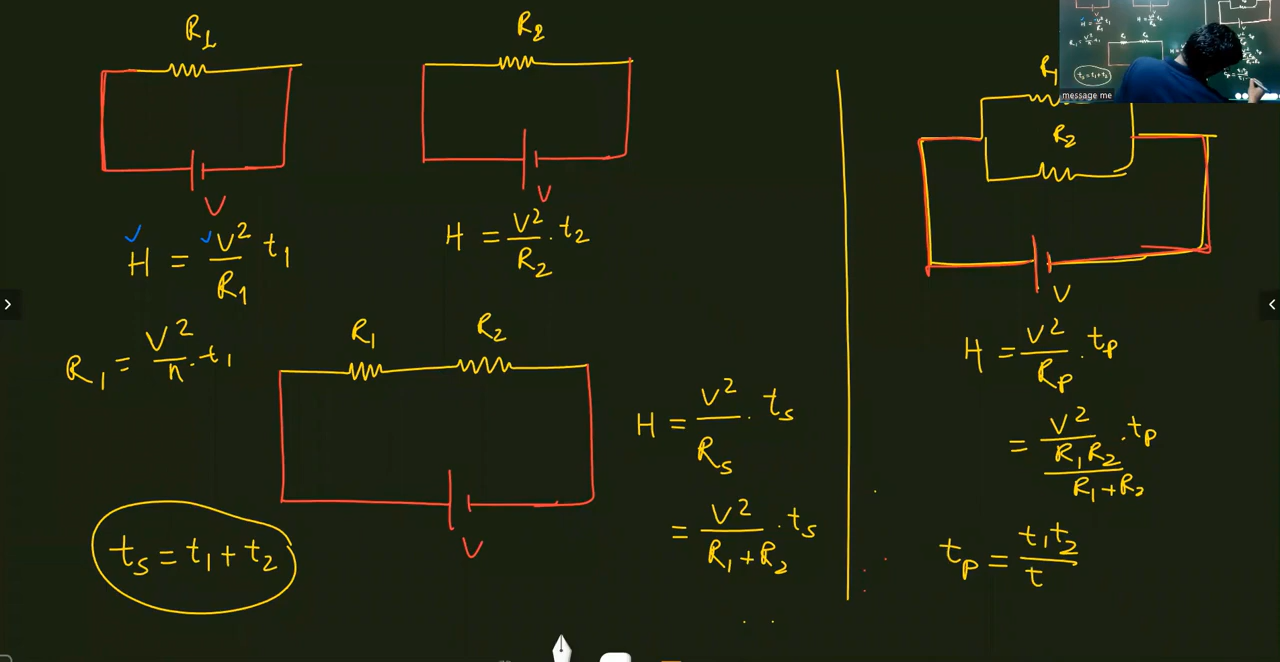 R₁
V
H = V²/R₁ t₁
R₁ = V²/n · t₁
R₂
V
H = V²/R₂ · t₂
R₁ R₂
V
H = V²/Rs · ts
= V²/(R₁+R₂) · ts
ts = t₁ + t₂
R₁
R₂
V
H = V²/Rp · tp
= V²/(R₁R₂/(R₁+R₂)) · tp
tp = t₁t₂/t
message me